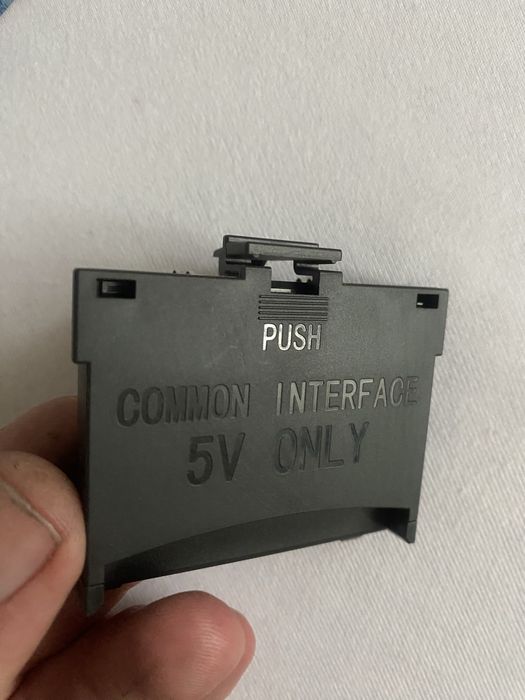 PUSH
COMMON INTERFACE
5V ONLY